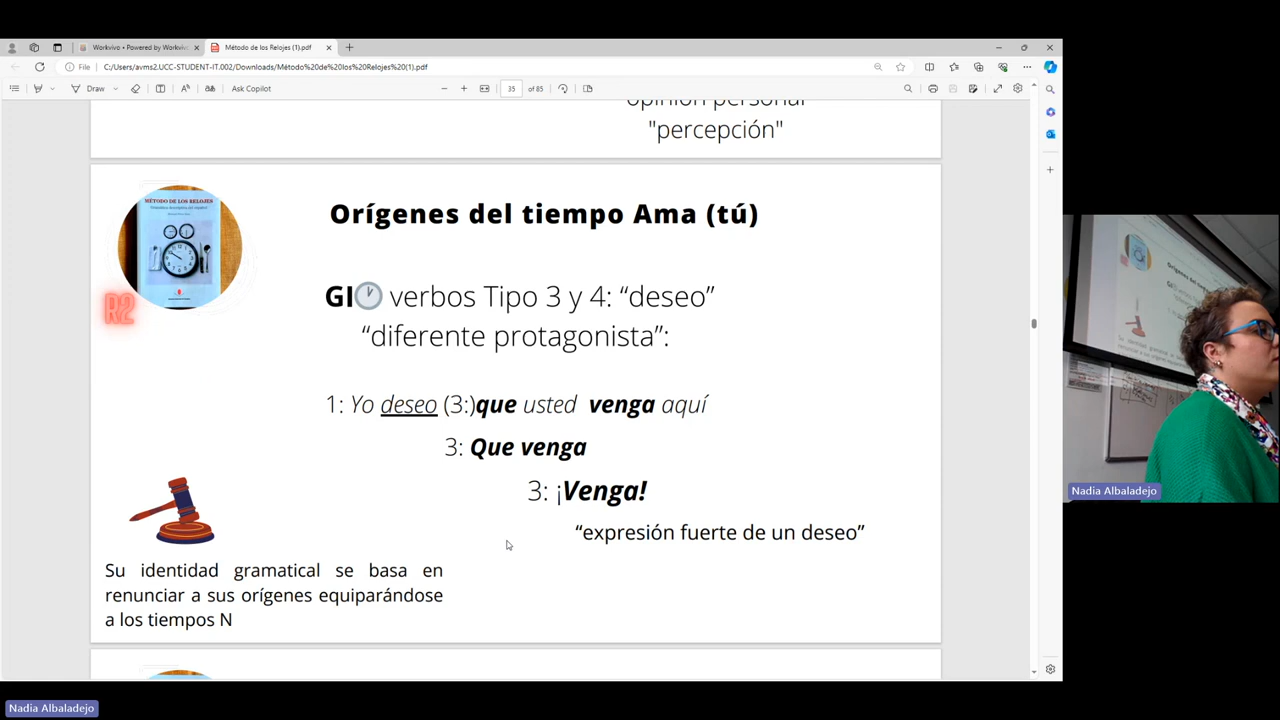 Workvivo • Powered by Workvivo
Método de los Relojes (1).pdf
File
C:/Users/avms2.UCC-STUDENT-IT.002/Downloads/Método%20de%20los%20Relojes%20(1).pdf
Draw
Ask Copilot
35 of 85
opinión personal
"percepción"
MÉTODO DE LOS RELOJES
R2
Orígenes del tiempo Ama (tú)
GI verbos Tipo 3 y 4: “deseo”
“diferente protagonista”:
1: Yo deseo (3:)que usted venga aquí
3: Que venga
3: ¡Venga!
“expresión fuerte de un deseo”
Su identidad gramatical se basa en
renunciar a sus orígenes equiparándose
a los tiempos N
Nadia Albaladejo
Nadia Albaladejo